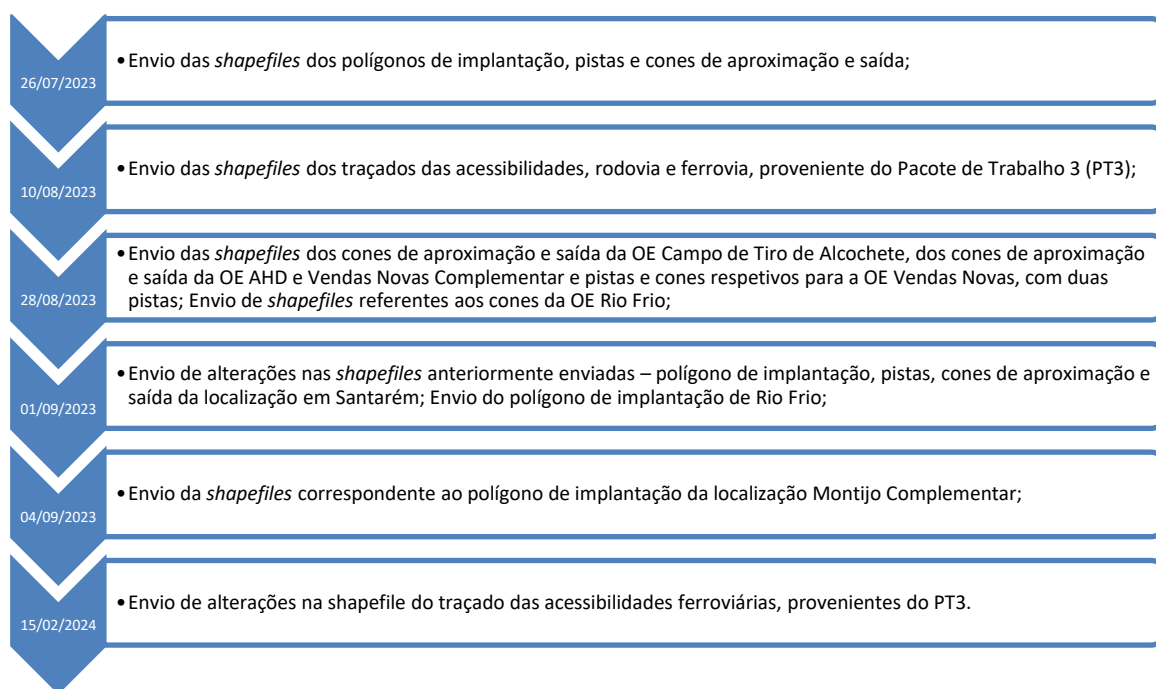 26/07/2023
•Envio das shapefiles dos polígonos de implantação, pistas e cones de aproximação e saída;
10/08/2023
•Envio das shapefiles dos traçados das acessibilidades, rodovia e ferrovia, proveniente do Pacote de Trabalho 3 (PT3);
28/08/2023
•Envio das shapefiles dos cones de aproximação e saída da OE Campo de Tiro de Alcochete, dos cones de aproximação
e saída da OE AHD e Vendas Novas Complementar e pistas e cones respetivos para a OE Vendas Novas, com duas
pistas; Envio de shapefiles referentes aos cones da OE Rio Frio;
01/09/2023
•Envio de alterações nas shapefiles anteriormente enviadas – polígono de implantação, pistas, cones de aproximação e
saída da localização em Santarém; Envio do polígono de implantação de Rio Frio;
04/09/2023
•Envio da shapefiles correspondente ao polígono de implantação da localização Montijo Complementar;
15/02/2024
•Envio de alterações na shapefile do traçado das acessibilidades ferroviárias, provenientes do PT3.